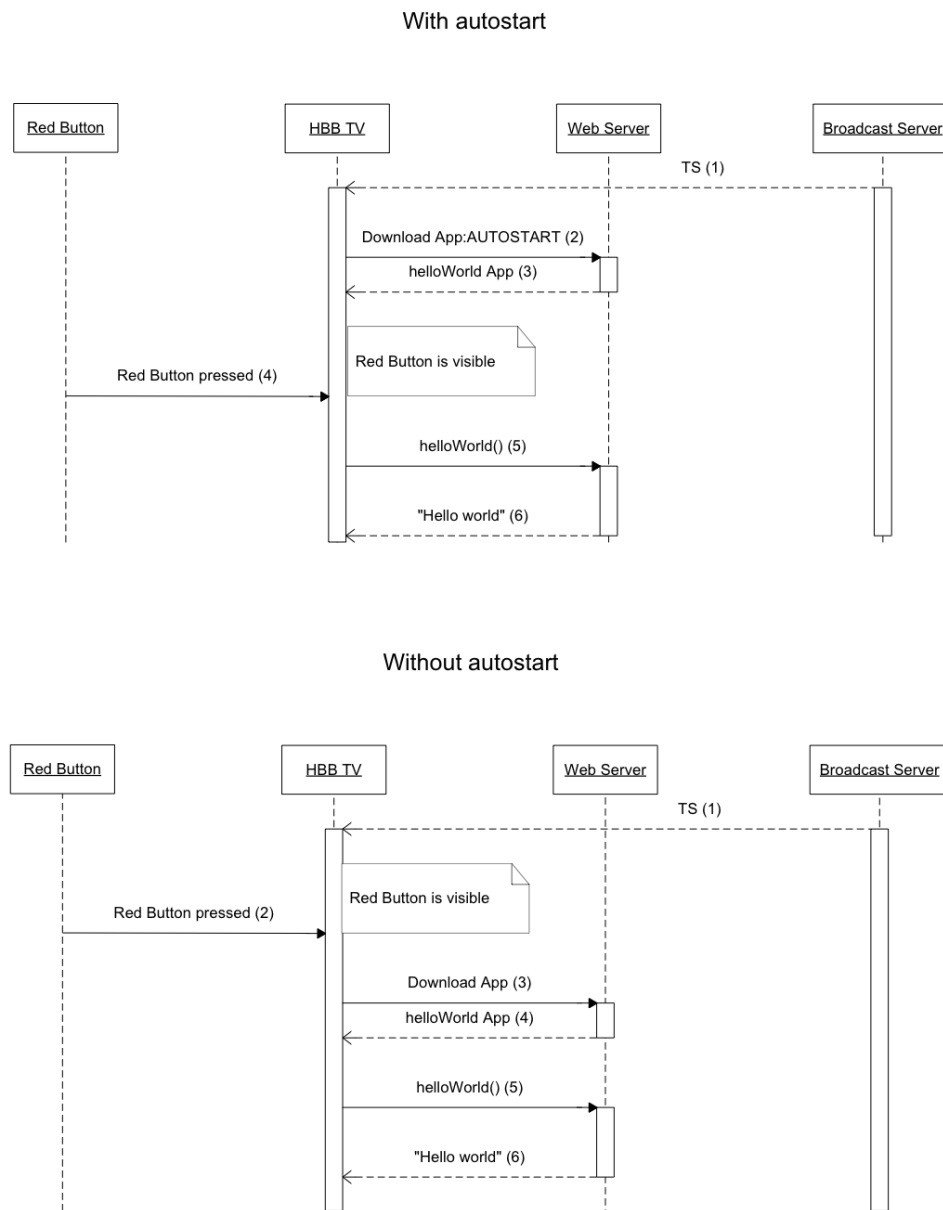 With autostart
Red Button
HBB TV
Web Server
Broadcast Server
TS (1)
Download App:AUTOSTART (2)
helloWorld App (3)
Red Button is visible
Red Button pressed (4)
helloWorld() (5)
"Hello world" (6)
Without autostart
Red Button
HBB TV
Web Server
Broadcast Server
TS (1)
Red Button is visible
Red Button pressed (2)
Download App (3)
helloWorld App (4)
helloWorld() (5)
"Hello world" (6)